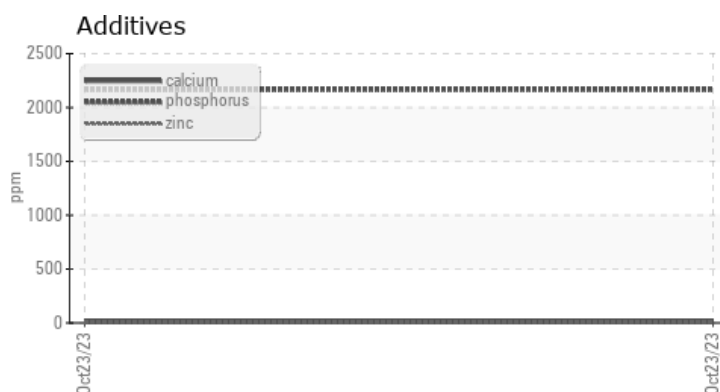 Additives
2500
calcium
phosphorus
2000
zinc
1500
ppm
1000
500
0
Oct23/23
Oct23/23